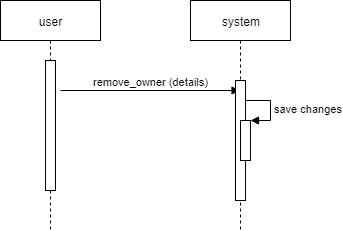 user
system
remove_owner (details)
save changes